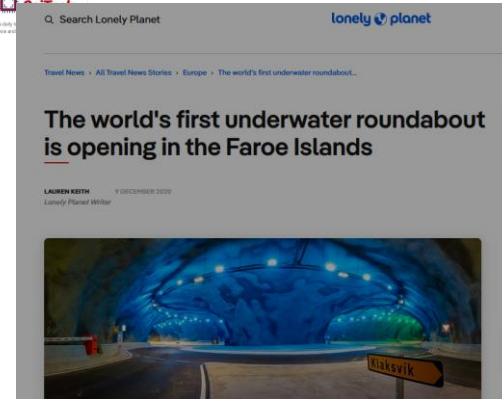 Search Lonely Planet
lonely planet
Travel News › All Travel News Stories › Europe › The world's first underwater roundabout...
The world's first underwater roundabout
is opening in the Faroe Islands
LAUREN KEITH 9 DECEMBER 2020
Lonely Planet Writer
Klaksvík